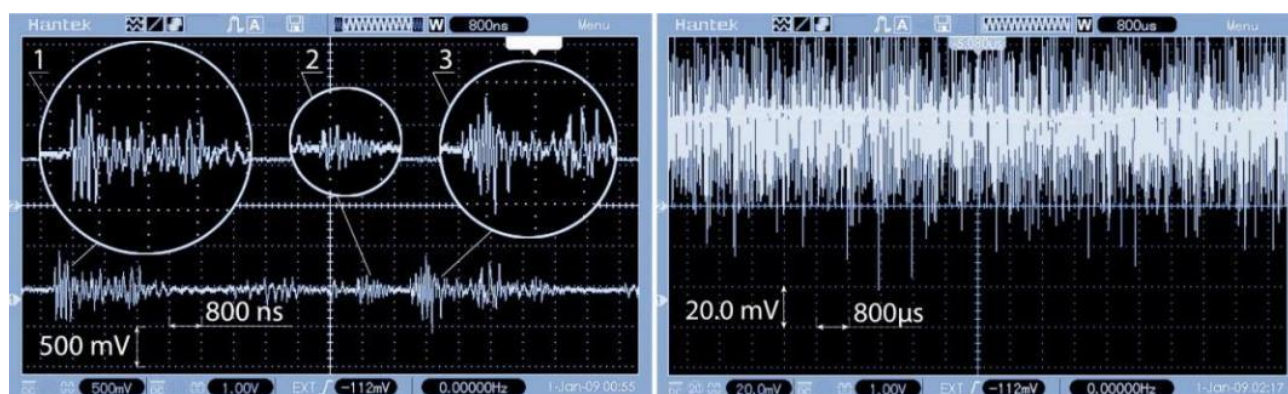 Hantek A W 800ns Menu
1 2 3
800 ns
500 mV
500mV 1.00V EXT -112mV 0.00000Hz 1-Jan-09 00:55
Hantek A W 800us Menu
20.0 mV
800μs
20.0mV 1.00V EXT -112mV 0.00000Hz 1-Jan-09 02:17